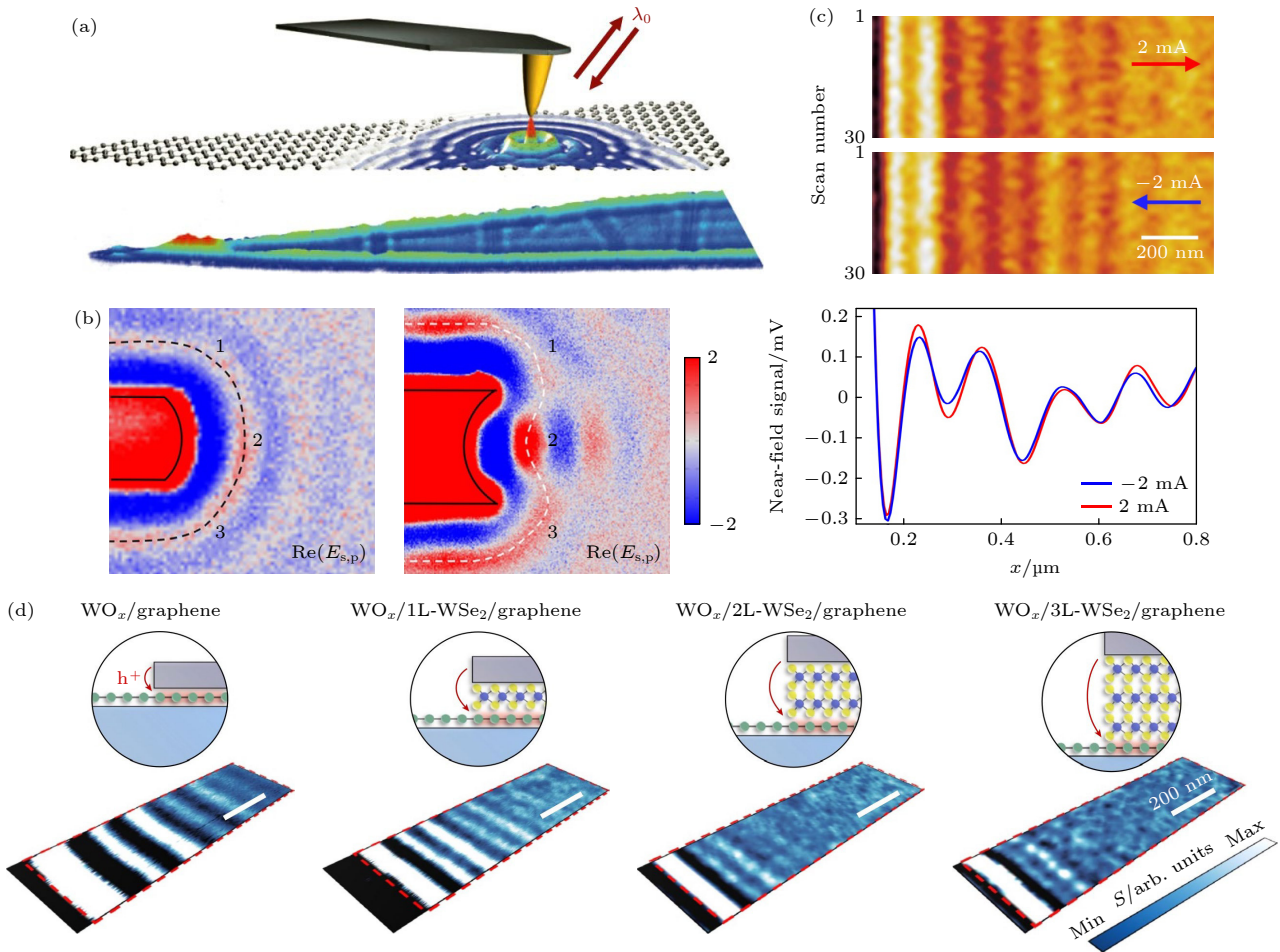 (a)
λ₀
(b)
1
2
3
Re(E_{s,p})
1
2
3
Re(E_{s,p})
2
−2
(c)
Scan number
1
2 mA
30
1
−2 mA
200 nm
30
Near-field signal/mV
0.2
0.1
0
−0.1
−0.2
−0.3
−2 mA
2 mA
0.2 0.4 0.6 0.8
x/μm
(d)
WOₓ/graphene
WOₓ/1L-WSe₂/graphene
WOₓ/2L-WSe₂/graphene
WOₓ/3L-WSe₂/graphene
h+
200 nm
Min S/arb. units Max